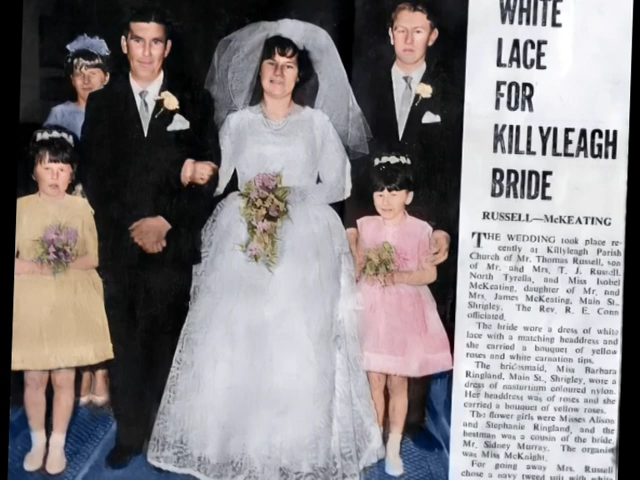 WHITE
LACE
FOR
KILLYLEAGH
BRIDE
RUSSELL—McKEATING
THE WEDDING took place re-
cently at Killyleagh Parish
Church of Mr. Thomas Russell, son
of Mr. and Mrs. T. J. Russell,
North Tyrella, and Miss Isobel
McKeating, daughter of Mr. and
Mrs. James McKeating, Main St.,
Shrigley. The Rev. R. E. Conn
officiated.
The bride wore a dress of white
lace with a matching headdress and
she carried a bouquet of yellow
roses and white carnation tips.
The bridesmaid, Miss Barbara
Ringland, Main St., Shrigley, wore a
dress of nasturtium coloured nylon.
Her headdress was of roses and she
carried a bouquet of yellow roses.
The flower girls were Misses Alison
and Stephanie Ringland, and the
bestman was a cousin of the bride,
Mr. Sidney Murray. The organist
was Miss McKnight.
For going away Mrs. Russell
chose a navy tweed suit with white